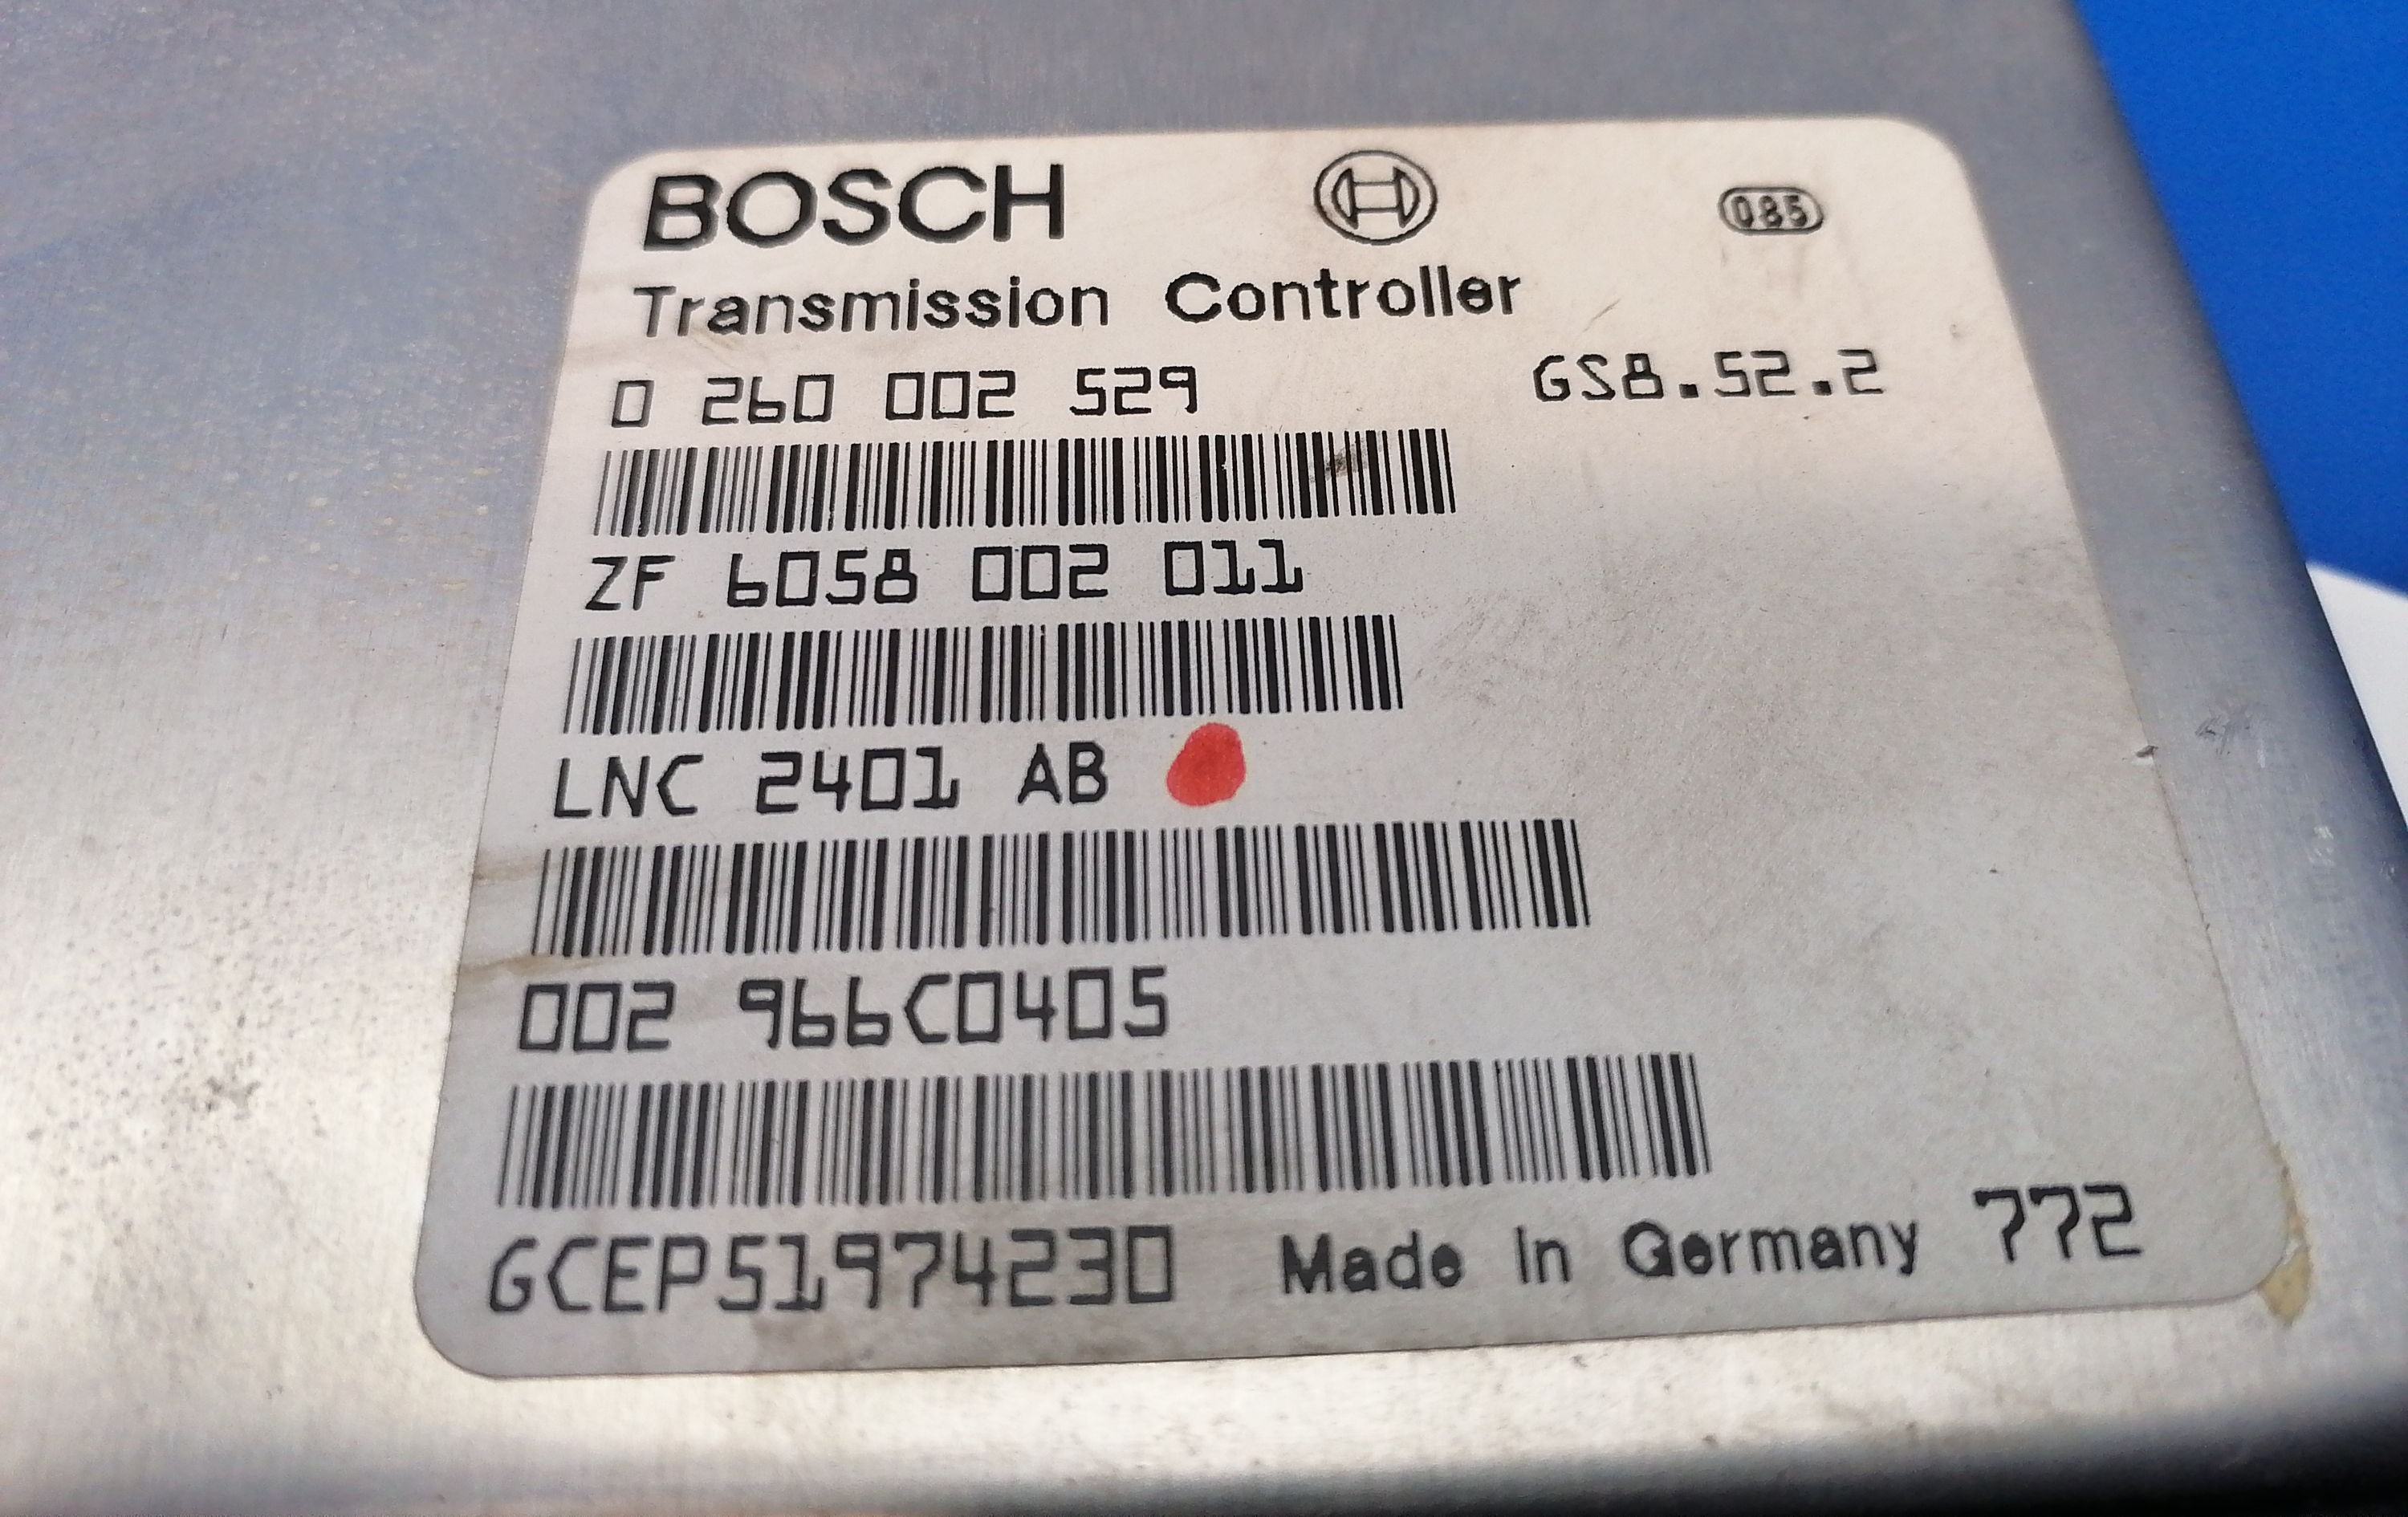 BOSCH 085
Transmission Controller
0 260 002 529 GS8.52.2
ZF 6058 002 011
LNC 2401 AB
002 966C0405
GCEP51974230 Made in Germany 772